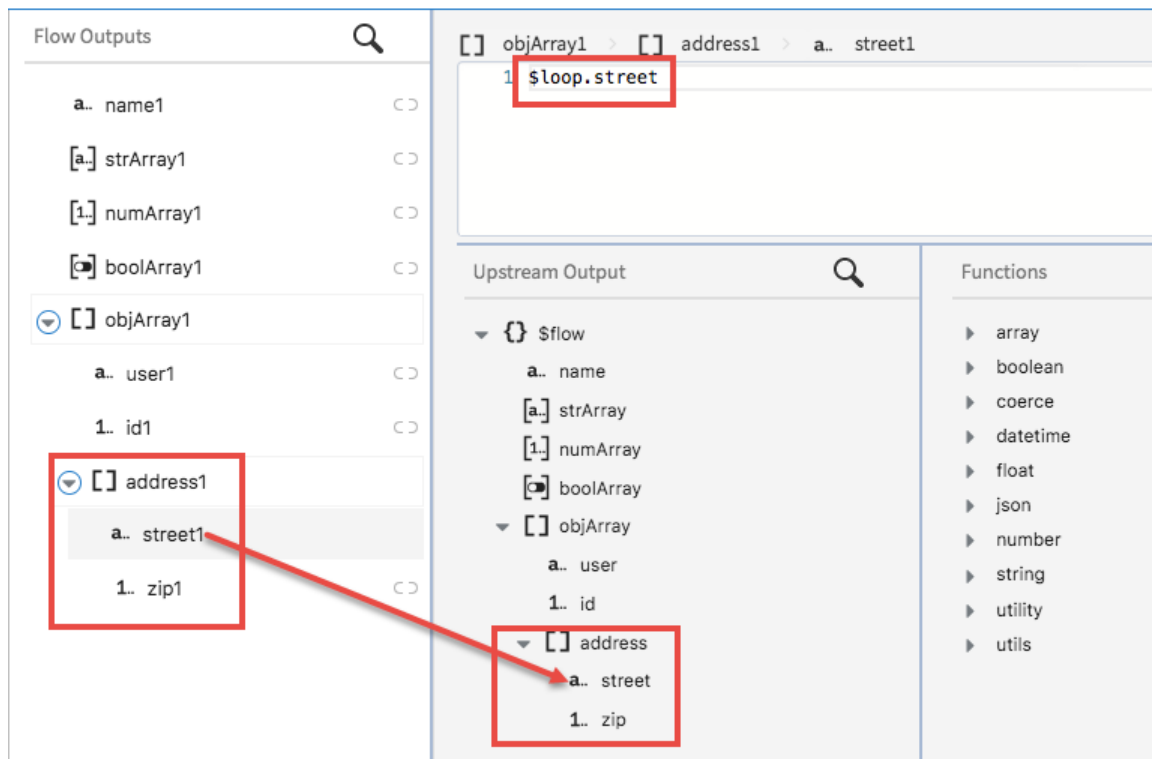 Flow Outputs
a.. name1
[a..] strArray1
[1..] numArray1
boolArray1
[] objArray1
a.. user1
1.. id1
[] address1
a.. street1
1.. zip1
[] objArray1 > [] address1 > a.. street1
1 $loop.street
Upstream Output
{} $flow
a.. name
[a..] strArray
[1..] numArray
boolArray
[] objArray
a.. user
1.. id
[] address
a.. street
1.. zip
Functions
array
boolean
coerce
datetime
float
json
number
string
utility
utils